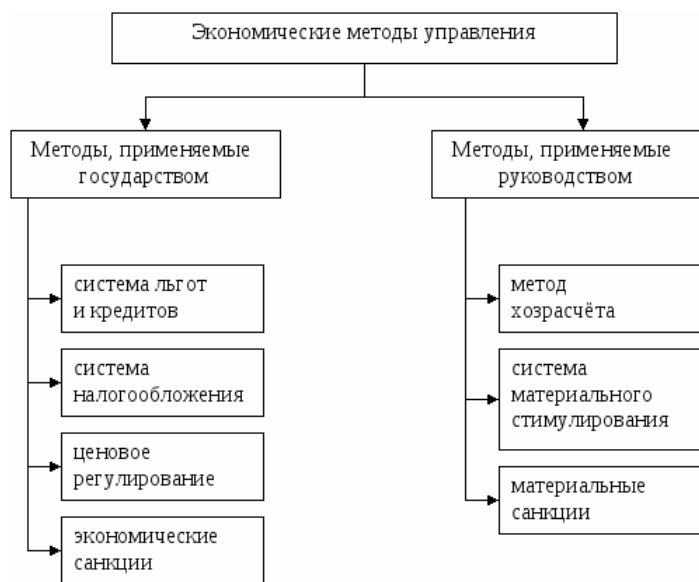 Экономические методы управления
Методы, применяемые
государством
система льгот
и кредитов
система
налогообложения
ценовое
регулирование
экономические
санкции
Методы, применяемые
руководством
метод
хозрасчёта
система
материального
стимулирования
материальные
санкции